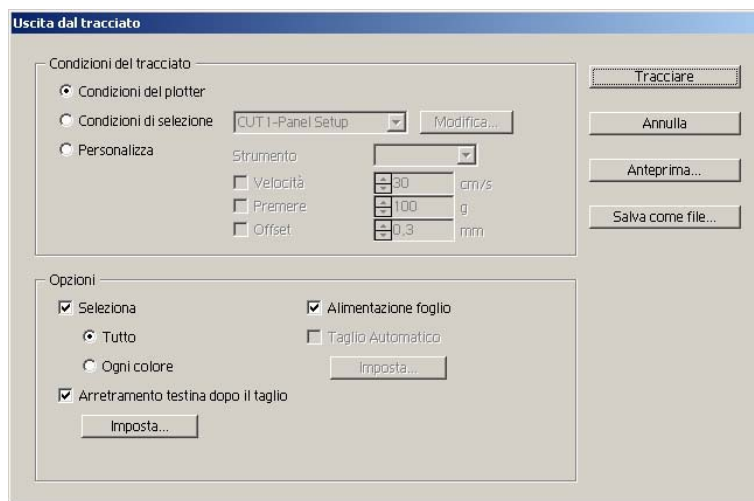 Uscita dal tracciato
Condizioni del tracciato
Condizioni del plotter
Condizioni di selezione CUT1-Panel Setup Modifica...
Personalizza Strumento
Velocità 30 cm/s
Premere 100 g
Offset 0,3 mm
Tracciare
Annulla
Anteprima...
Salva come file...
Opzioni
Seleziona Alimentazione foglio
Tutto Taglio Automatico
Ogni colore Imposta...
Arretramento testina dopo il taglio
Imposta...